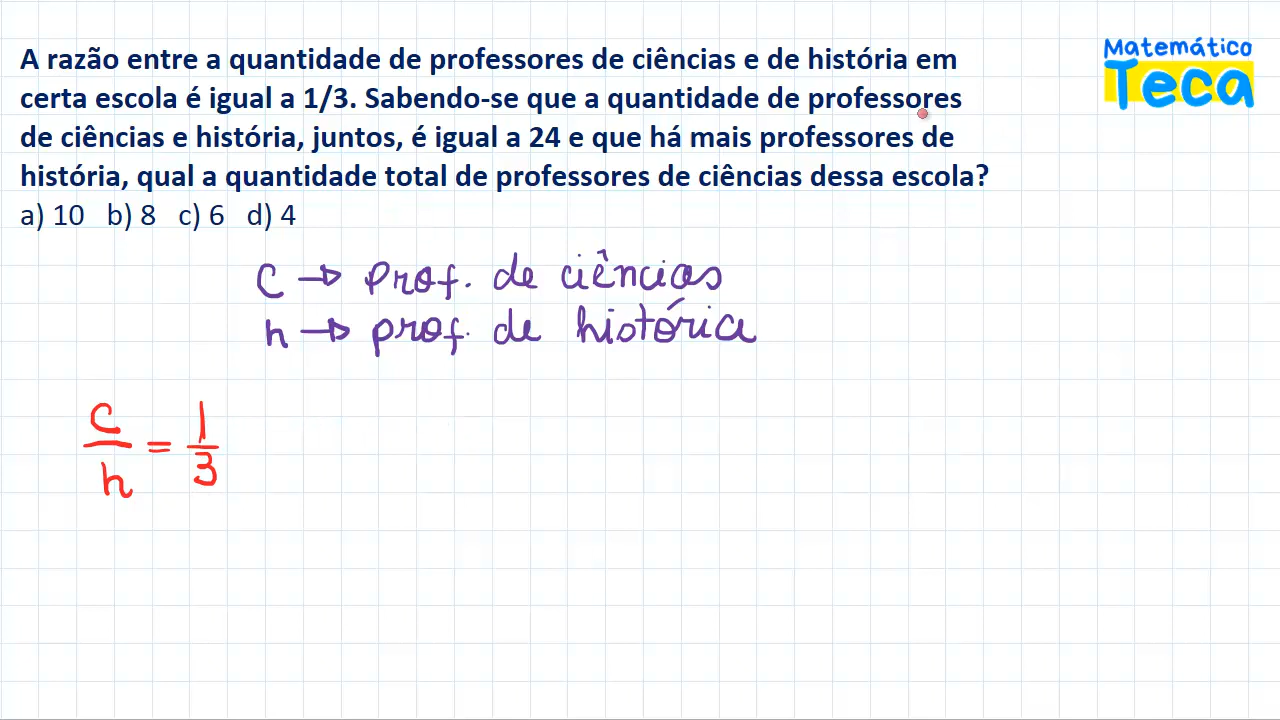 A razão entre a quantidade de professores de ciências e de história em
certa escola é igual a 1/3. Sabendo-se que a quantidade de professores
de ciências e história, juntos, é igual a 24 e que há mais professores de
história, qual a quantidade total de professores de ciências dessa escola?
a) 10 b) 8 c) 6 d) 4
Matemático
Teca
C → prof. de ciências
h → prof. de história
C/h = 1/3